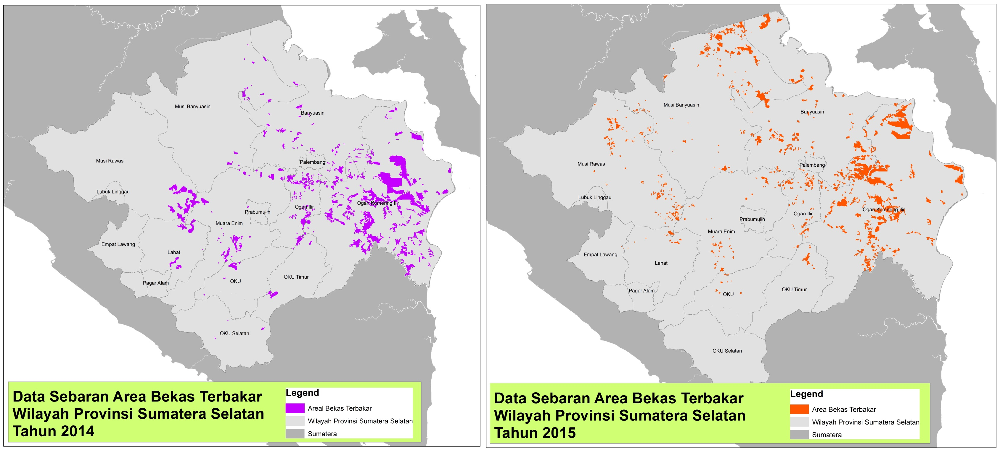 Musi Banyuasin
Banyuasin
Musi Rawas
Palembang
Lubuk Linggau
Ogan Komering Ilir
Ogan Ilir
Prabumulih
Muara Enim
Empat Lawang
Lahat
OKU Timur
Pagar Alam
OKU
OKU Selatan
Data Sebaran Area Bekas Terbakar
Wilayah Provinsi Sumatera Selatan
Tahun 2014
Legend
Areal Bekas Terbakar
Wilayah Provinsi Sumatera Selatan
Sumatera
Musi Banyuasin
Banyuasin
Musi Rawas
Palembang
Lubuk Linggau
Ogan Komering Ilir
Ogan Ilir
Prabumulih
Muara Enim
Empat Lawang
Lahat
OKU Timur
Pagar Alam
OKU
OKU Selatan
Data Sebaran Area Bekas Terbakar
Wilayah Provinsi Sumatera Selatan
Tahun 2015
Legend
Area Bekas Terbakar
Wilayah Provinsi Sumatera Selatan
Sumatera